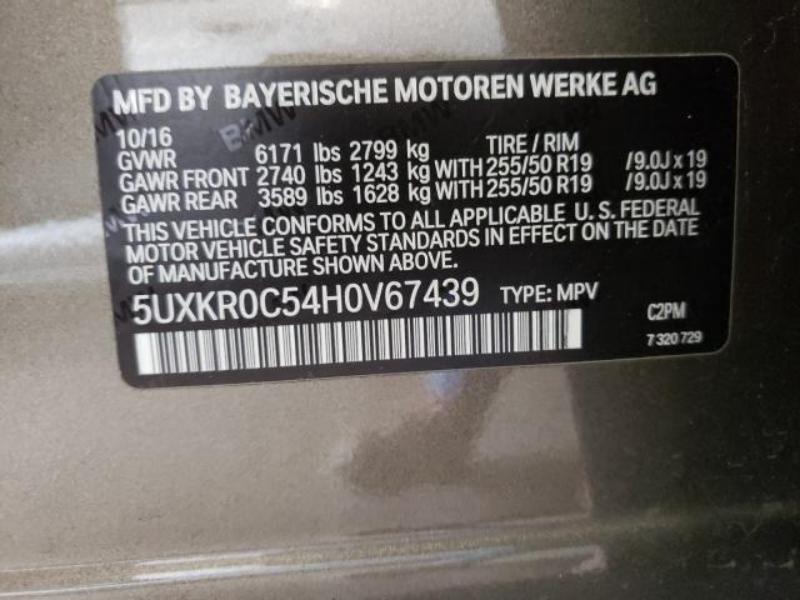 MFD BY BAYERISCHE MOTOREN WERKE AG
10/16 TIRE / RIM
GVWR 6171 lbs 2799 kg
GAWR FRONT 2740 lbs 1243 kg WITH 255/50 R19 /9.0J x 19
GAWR REAR 3589 lbs 1628 kg WITH 255/50 R19 /9.0J x 19
THIS VEHICLE CONFORMS TO ALL APPLICABLE U.S. FEDERAL
MOTOR VEHICLE SAFETY STANDARDS IN EFFECT ON THE DATE
OF MANUFACTURE SHOWN ABOVE.
5UXKR0C54H0V67439 TYPE: MPV
C2PM
7 320 729